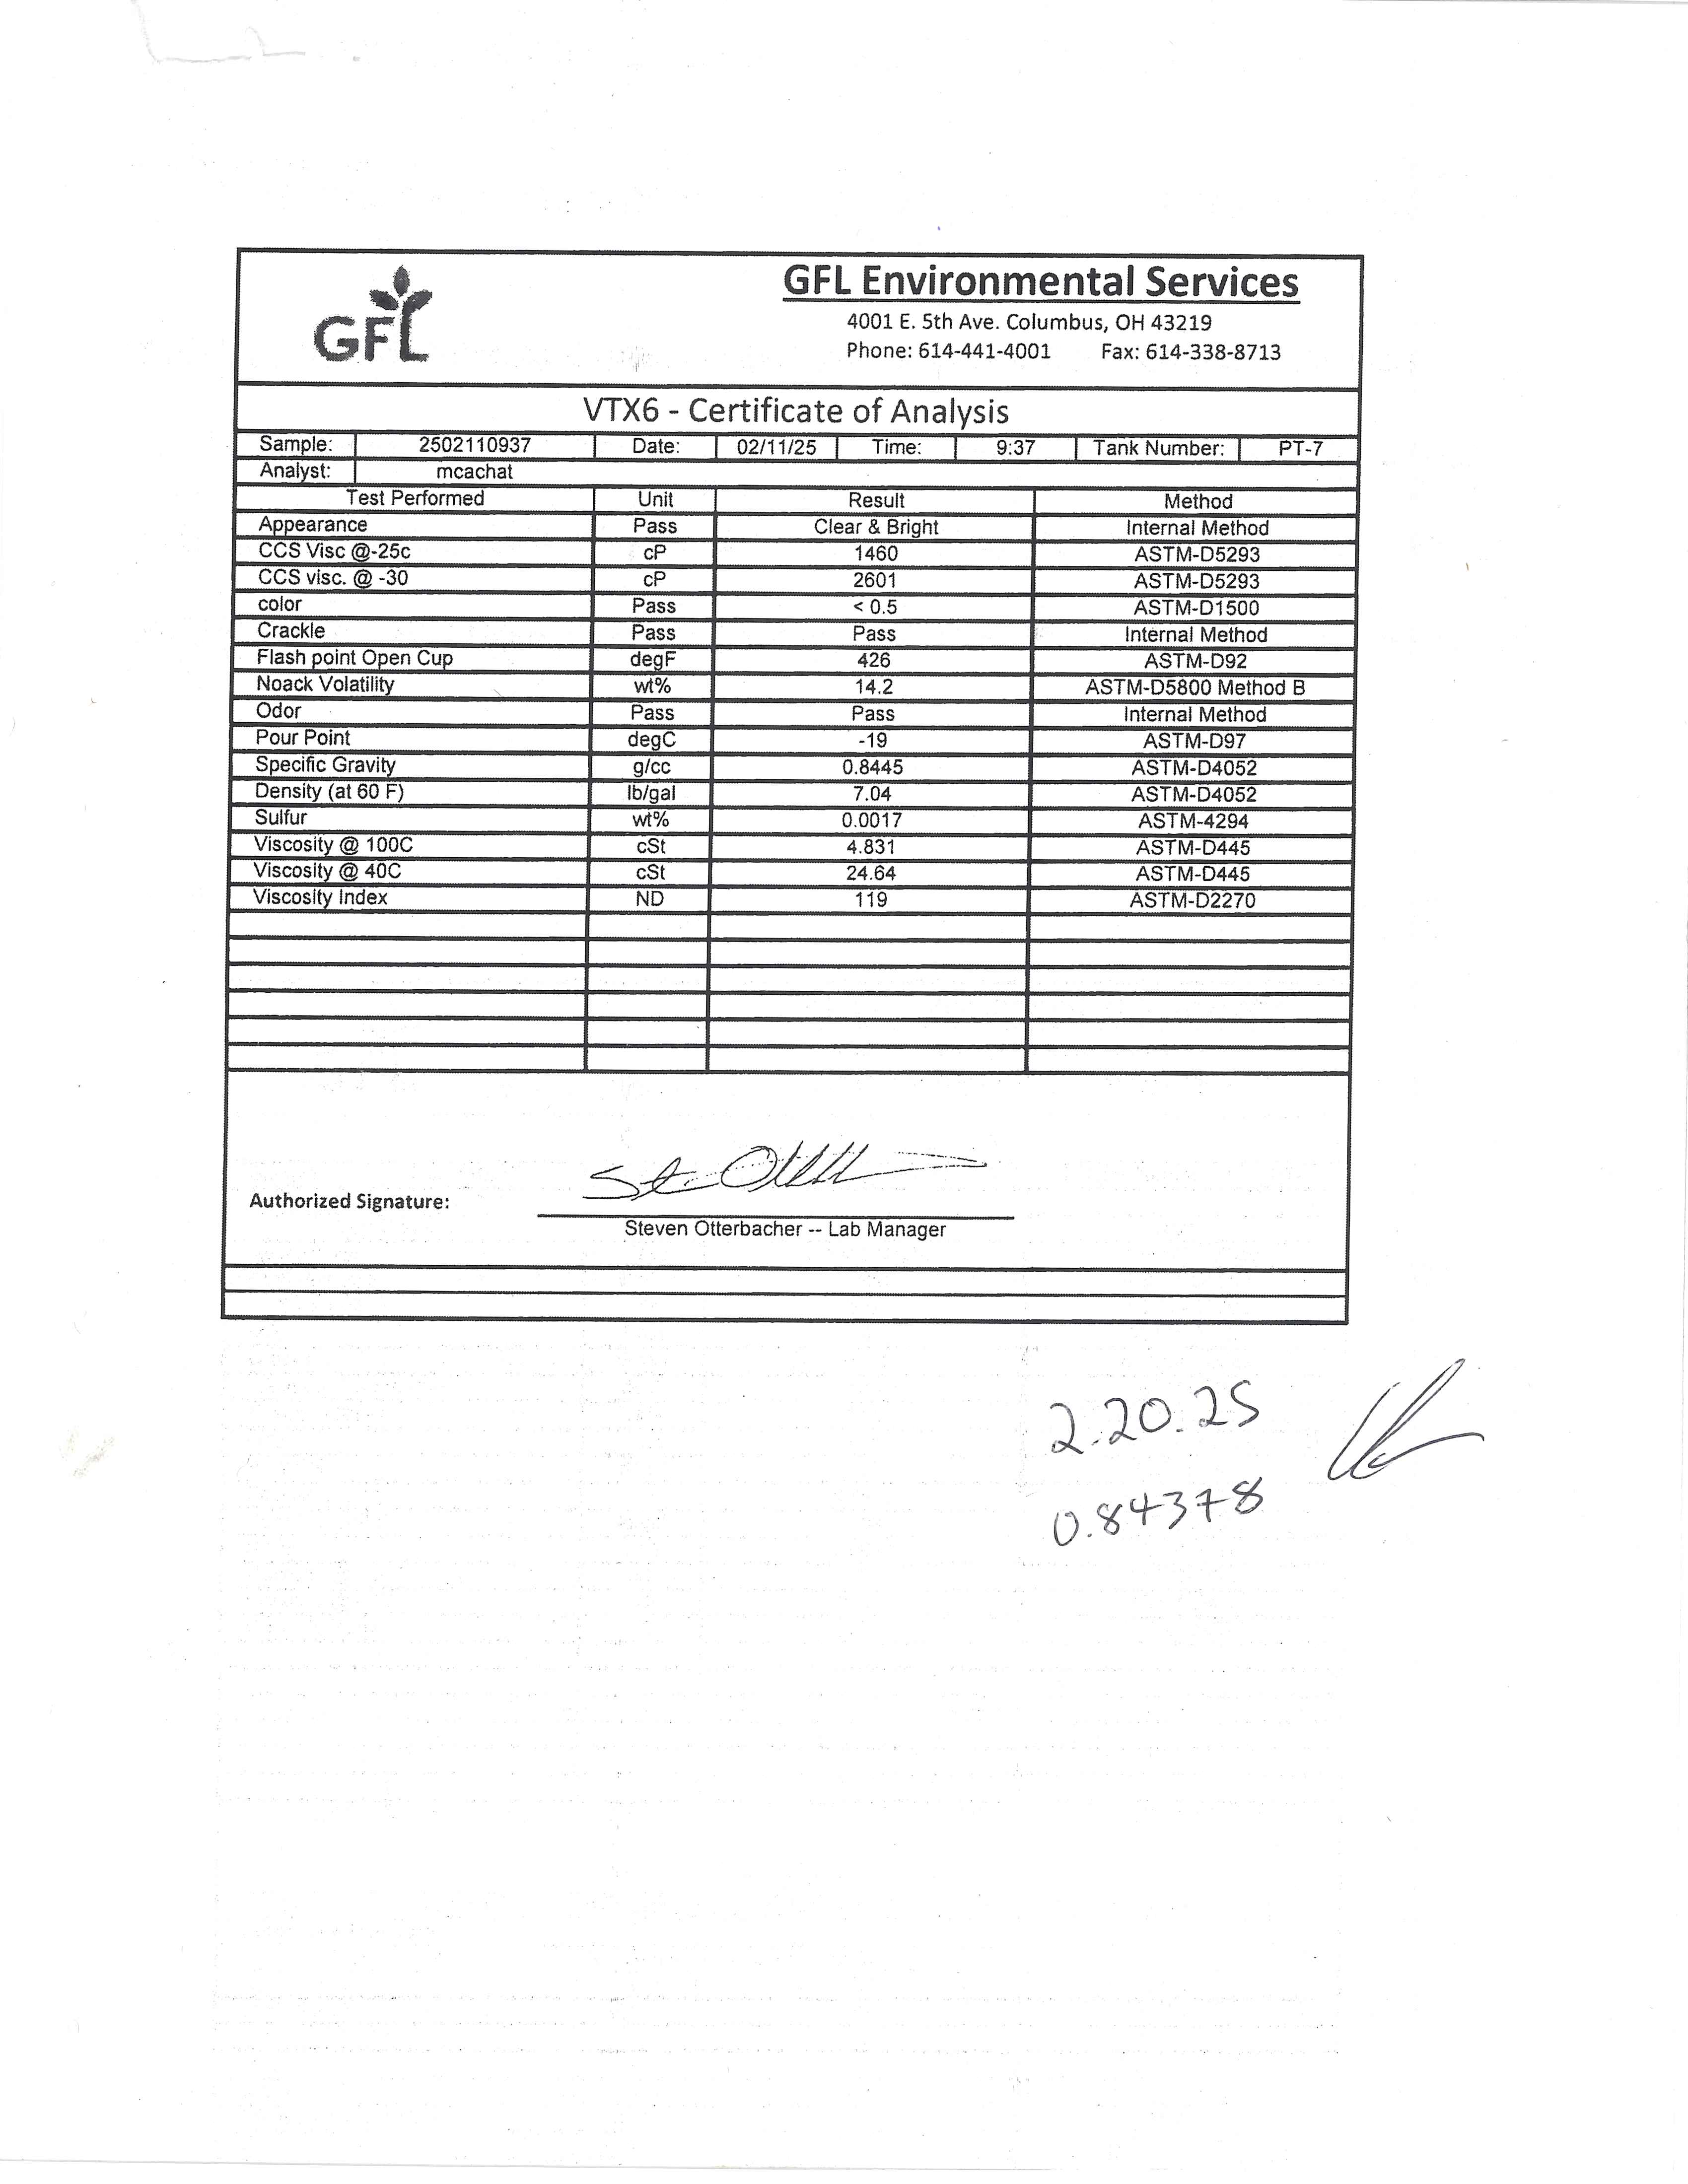 GFL
GFL Environmental Services
4001 E. 5th Ave. Columbus, OH 43219
Phone: 614-441-4001 Fax: 614-338-8713
VTX6 - Certificate of Analysis
Sample: 2502110937 Date: 02/11/25 Time: 9:37 Tank Number: PT-7
Analyst: mcachat
Test Performed Unit Result Method
Appearance Pass Clear & Bright Internal Method
CCS Visc @-25c cP 1460 ASTM-D5293
CCS visc. @ -30 cP 2601 ASTM-D5293
color Pass < 0.5 ASTM-D1500
Crackle Pass Pass Internal Method
Flash point Open Cup degF 426 ASTM-D92
Noack Volatility wt% 14.2 ASTM-D5800 Method B
Odor Pass Pass Internal Method
Pour Point degC -19 ASTM-D97
Specific Gravity g/cc 0.8445 ASTM-D4052
Density (at 60 F) lb/gal 7.04 ASTM-D4052
Sulfur wt% 0.0017 ASTM-4294
Viscosity @ 100C cSt 4.831 ASTM-D445
Viscosity @ 40C cSt 24.64 ASTM-D445
Viscosity Index ND 119 ASTM-D2270
Authorized Signature:
Steven Otterbacher -- Lab Manager
2.20.25
0.84378